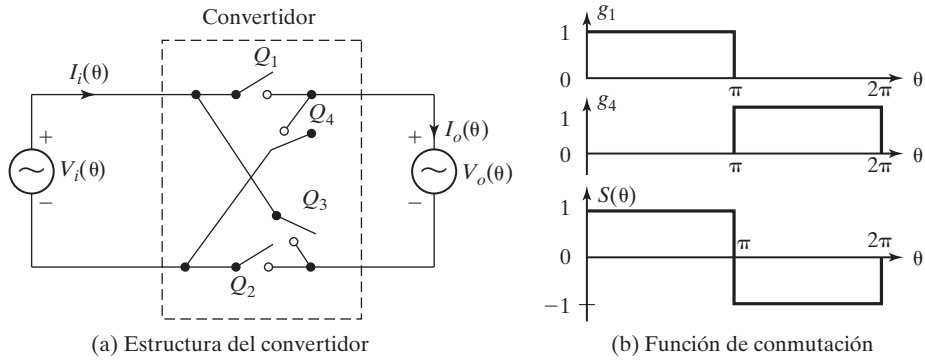 Convertidor
Q1
Ii(θ)
Q4
+
Vi(θ)
−
Io(θ)
+
Vo(θ)
−
Q3
Q2
(a) Estructura del convertidor
g1
1
0
π
2π
θ
g4
1
0
π
2π
θ
S(θ)
1
0
π
2π
θ
−1
(b) Función de conmutación